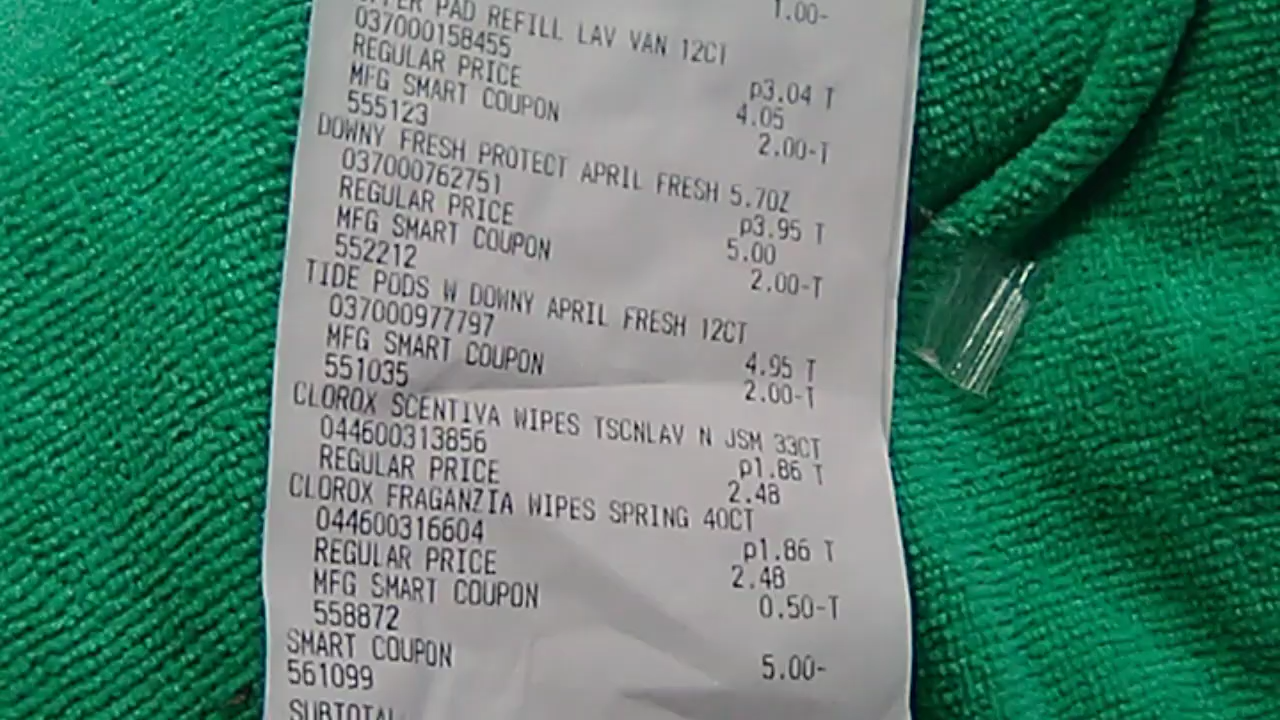 1.00-
PAD REFILL LAV VAN 12CT
037000158455 p3.04 T
REGULAR PRICE 4.05
MFG SMART COUPON 2.00-T
555123
DOWNY FRESH PROTECT APRIL FRESH 5.7OZ
037000762751 p3.95 T
REGULAR PRICE 5.00
MFG SMART COUPON 2.00-T
552212
TIDE PODS W DOWNY APRIL FRESH 12CT
037000977797 4.95 T
MFG SMART COUPON 2.00-T
551035
CLOROX SCENTIVA WIPES TSCNLAV N JSM 33CT
044600313856 p1.86 T
REGULAR PRICE 2.48
CLOROX FRAGANZIA WIPES SPRING 40CT
044600316604 p1.86 T
REGULAR PRICE 2.48
MFG SMART COUPON 0.50-T
558872
SMART COUPON 5.00-
561099
SUBTOTAL